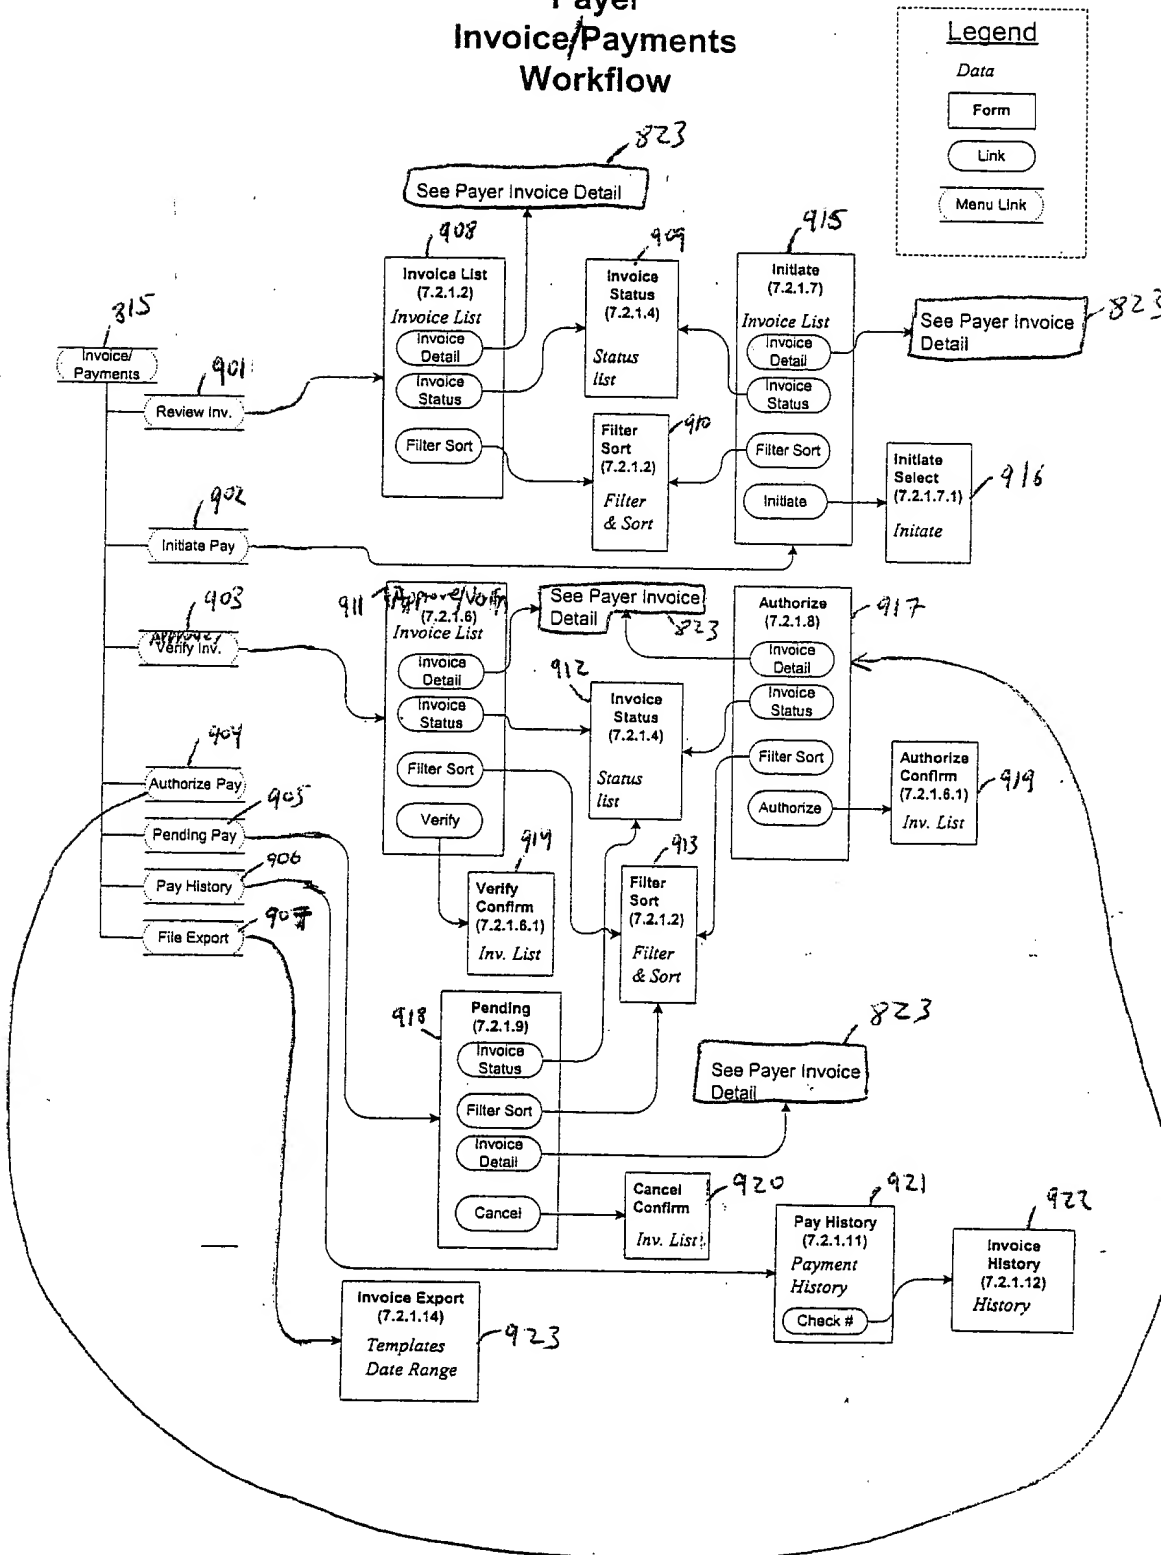 Payer
Invoice/Payments
Workflow
Legend
Data
Form
Link
Menu Link
823
See Payer Invoice Detail
908
Invoice List
(7.2.1.2)
Invoice List
Invoice
Detail
Invoice
Status
Filter Sort
909
Invoice
Status
(7.2.1.4)
Status
list
910
Filter
Sort
(7.2.1.2)
Filter
& Sort
915
Initiate
(7.2.1.7)
Invoice List
Invoice
Detail
Invoice
Status
Filter Sort
Initiate
See Payer Invoice
Detail
823
Initiate
Select
(7.2.1.7.1)
Initate
916
815
Invoice/
Payments
901
Review Inv.
902
Initiate Pay
903
Approve/
Verify Inv.
904
Authorize Pay
905
Pending Pay
906
Pay History
907
File Export
911
Approve/Verify
(7.2.1.6)
Invoice List
Invoice
Detail
Invoice
Status
Filter Sort
Verify
See Payer Invoice
Detail
823
912
Invoice
Status
(7.2.1.4)
Status
list
Authorize
(7.2.1.8)
917
Invoice
Detail
Invoice
Status
Filter Sort
Authorize
Authorize
Confirm
(7.2.1.6.1)
Inv. List
919
914
Verify
Confirm
(7.2.1.6.1)
Inv. List
913
Filter
Sort
(7.2.1.2)
Filter
& Sort
918
Pending
(7.2.1.9)
Invoice
Status
Filter Sort
Invoice
Detail
Cancel
823
See Payer Invoice
Detail
Cancel
Confirm
Inv. List
920
921
Pay History
(7.2.1.11)
Payment
History
Check #
922
Invoice
History
(7.2.1.12)
History
Invoice Export
(7.2.1.14)
Templates
Date Range
923